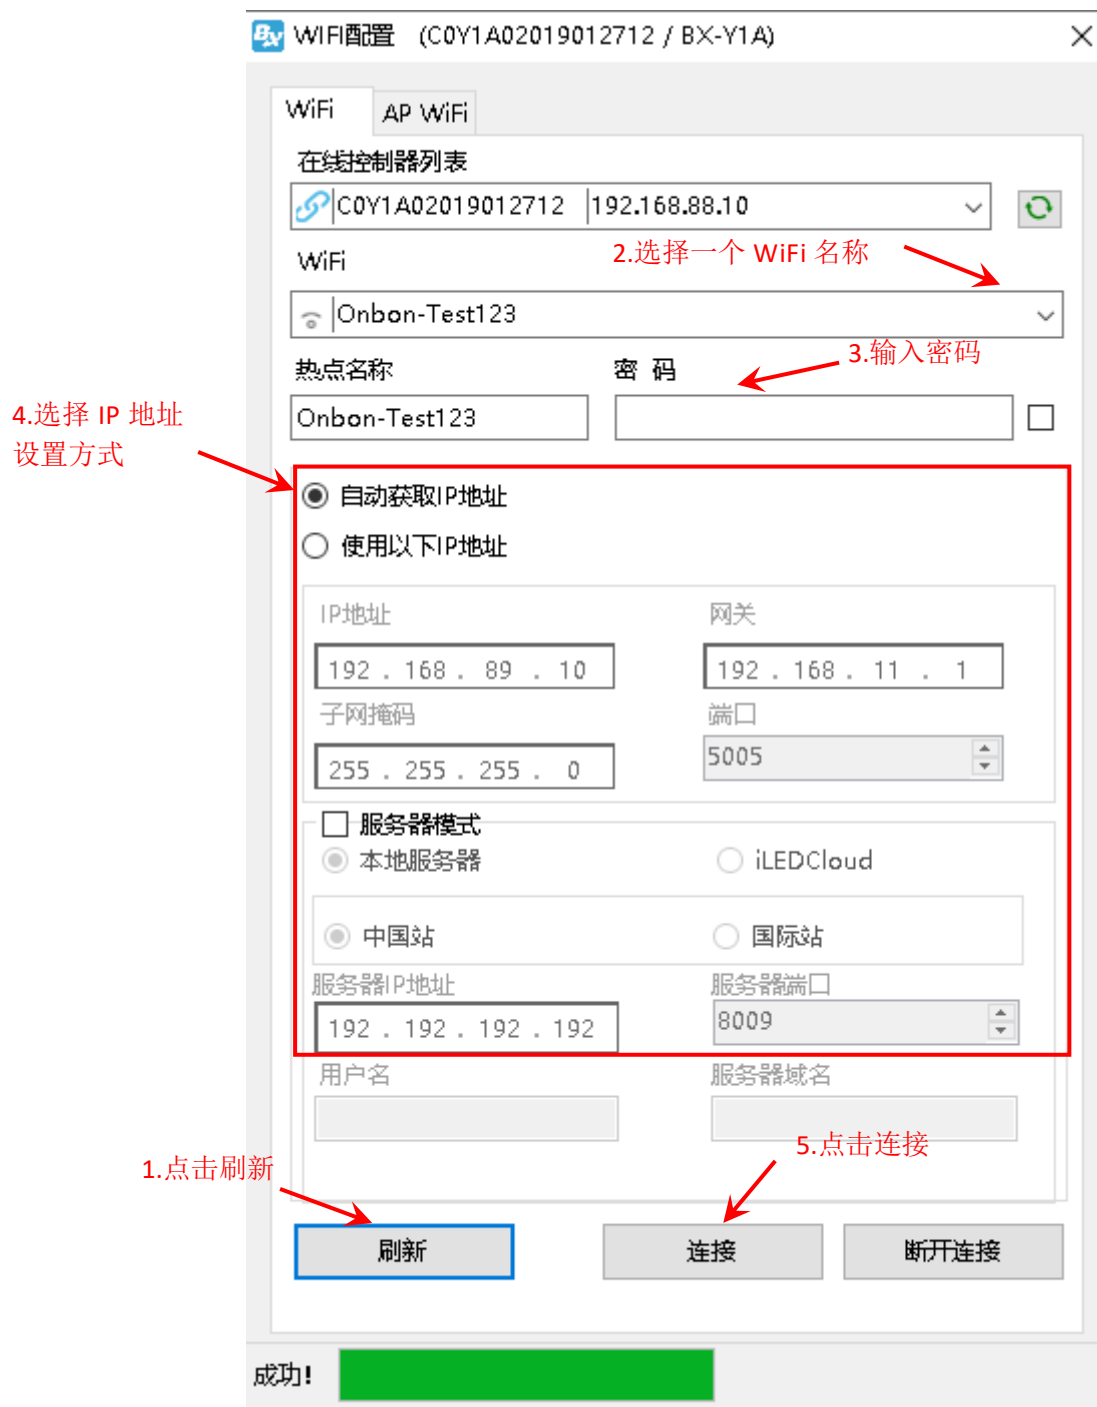 WIFI配置 (C0Y1A02019012712 / BX-Y1A)
WiFi
AP WiFi
在线控制器列表
C0Y1A02019012712 192.168.88.10
2.选择一个 WiFi 名称
WiFi
Onbon-Test123
3.输入密码
热点名称
密 码
Onbon-Test123
4.选择 IP 地址
设置方式
自动获取IP地址
使用以下IP地址
IP地址
网关
192 . 168 . 89 . 10
192 . 168 . 11 . 1
子网掩码
端口
255 . 255 . 255 . 0
5005
服务器模式
本地服务器
iLEDCloud
中国站
国际站
服务器IP地址
服务器端口
192 . 192 . 192 . 192
8009
用户名
服务器域名
5.点击连接
1.点击刷新
刷新
连接
断开连接
成功!